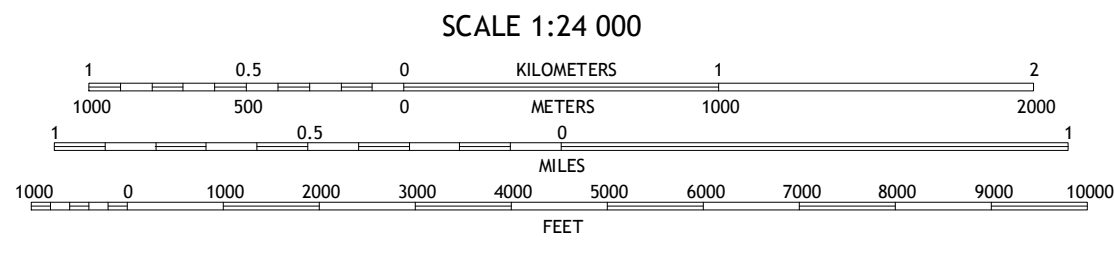 SCALE 1:24 000
1 0.5 0 KILOMETERS 1 2
1000 500 0 METERS 1000 2000
1 0.5 0 1
MILES
1000 0 1000 2000 3000 4000 5000 6000 7000 8000 9000 10000
FEET